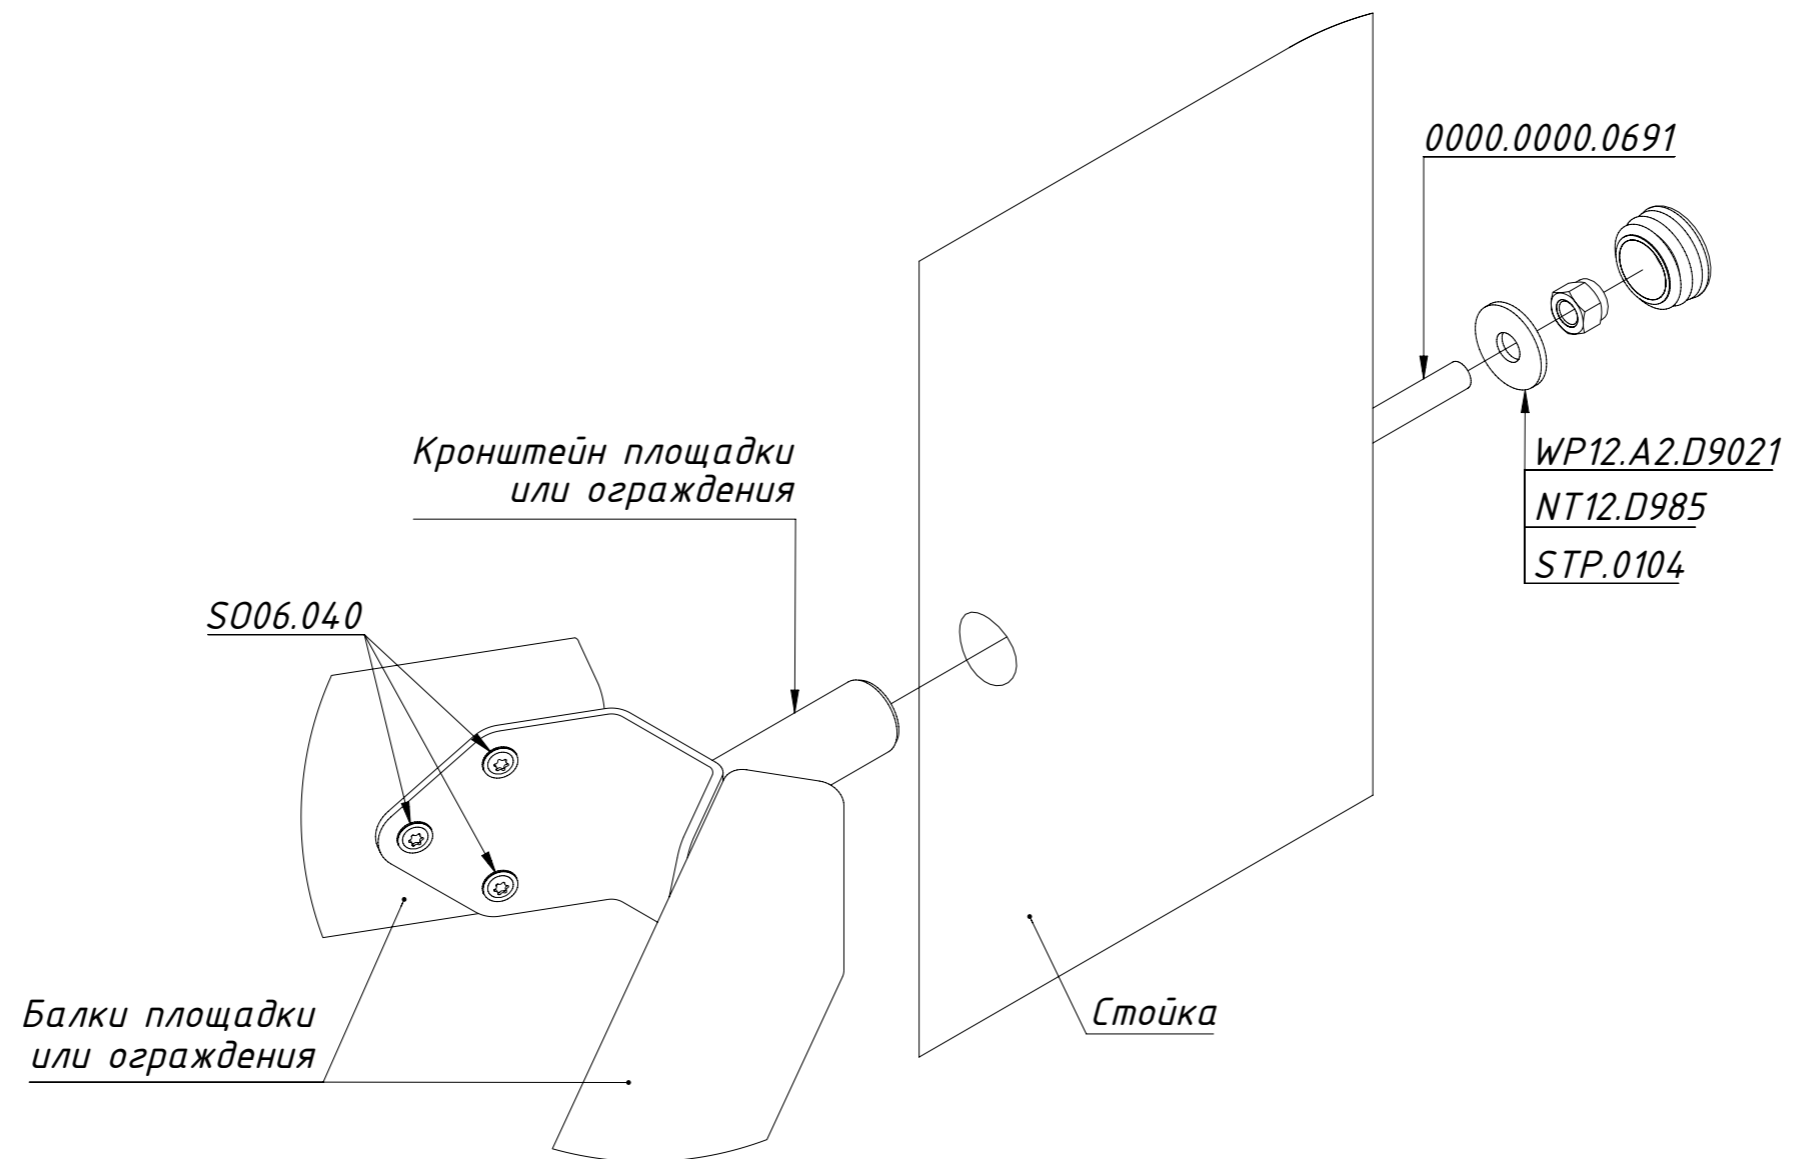 0000.0000.0691
Кронштейн площадки
или ограждения
WP12.A2.D9021
NT12.D985
STP.0104
SO06.040
Балки площадки
или ограждения
Стойка